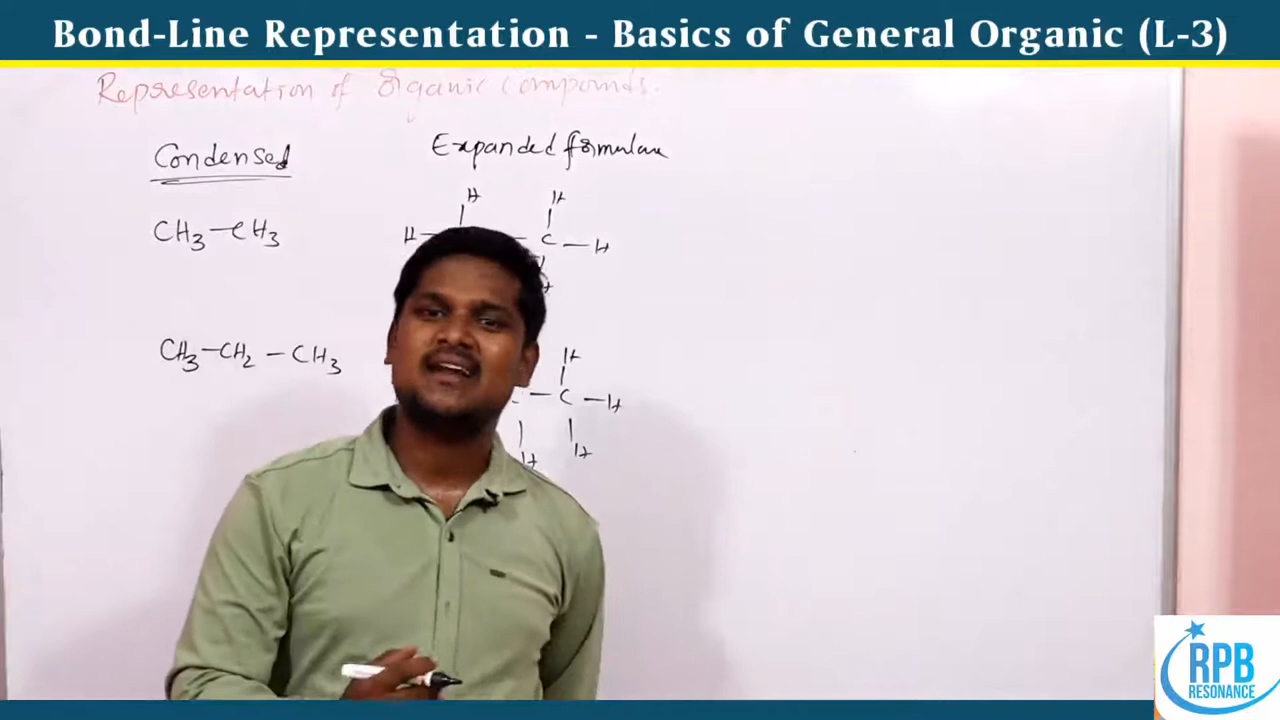 Bond-Line Representation - Basics of General Organic (L-3)
Representation of Organic Compounds.
Condensed
Expanded formulae
CH3-CH3
H H
H - C - H
H
CH3-CH2-CH3
H
- C - H
H H
RPB
RESONANCE